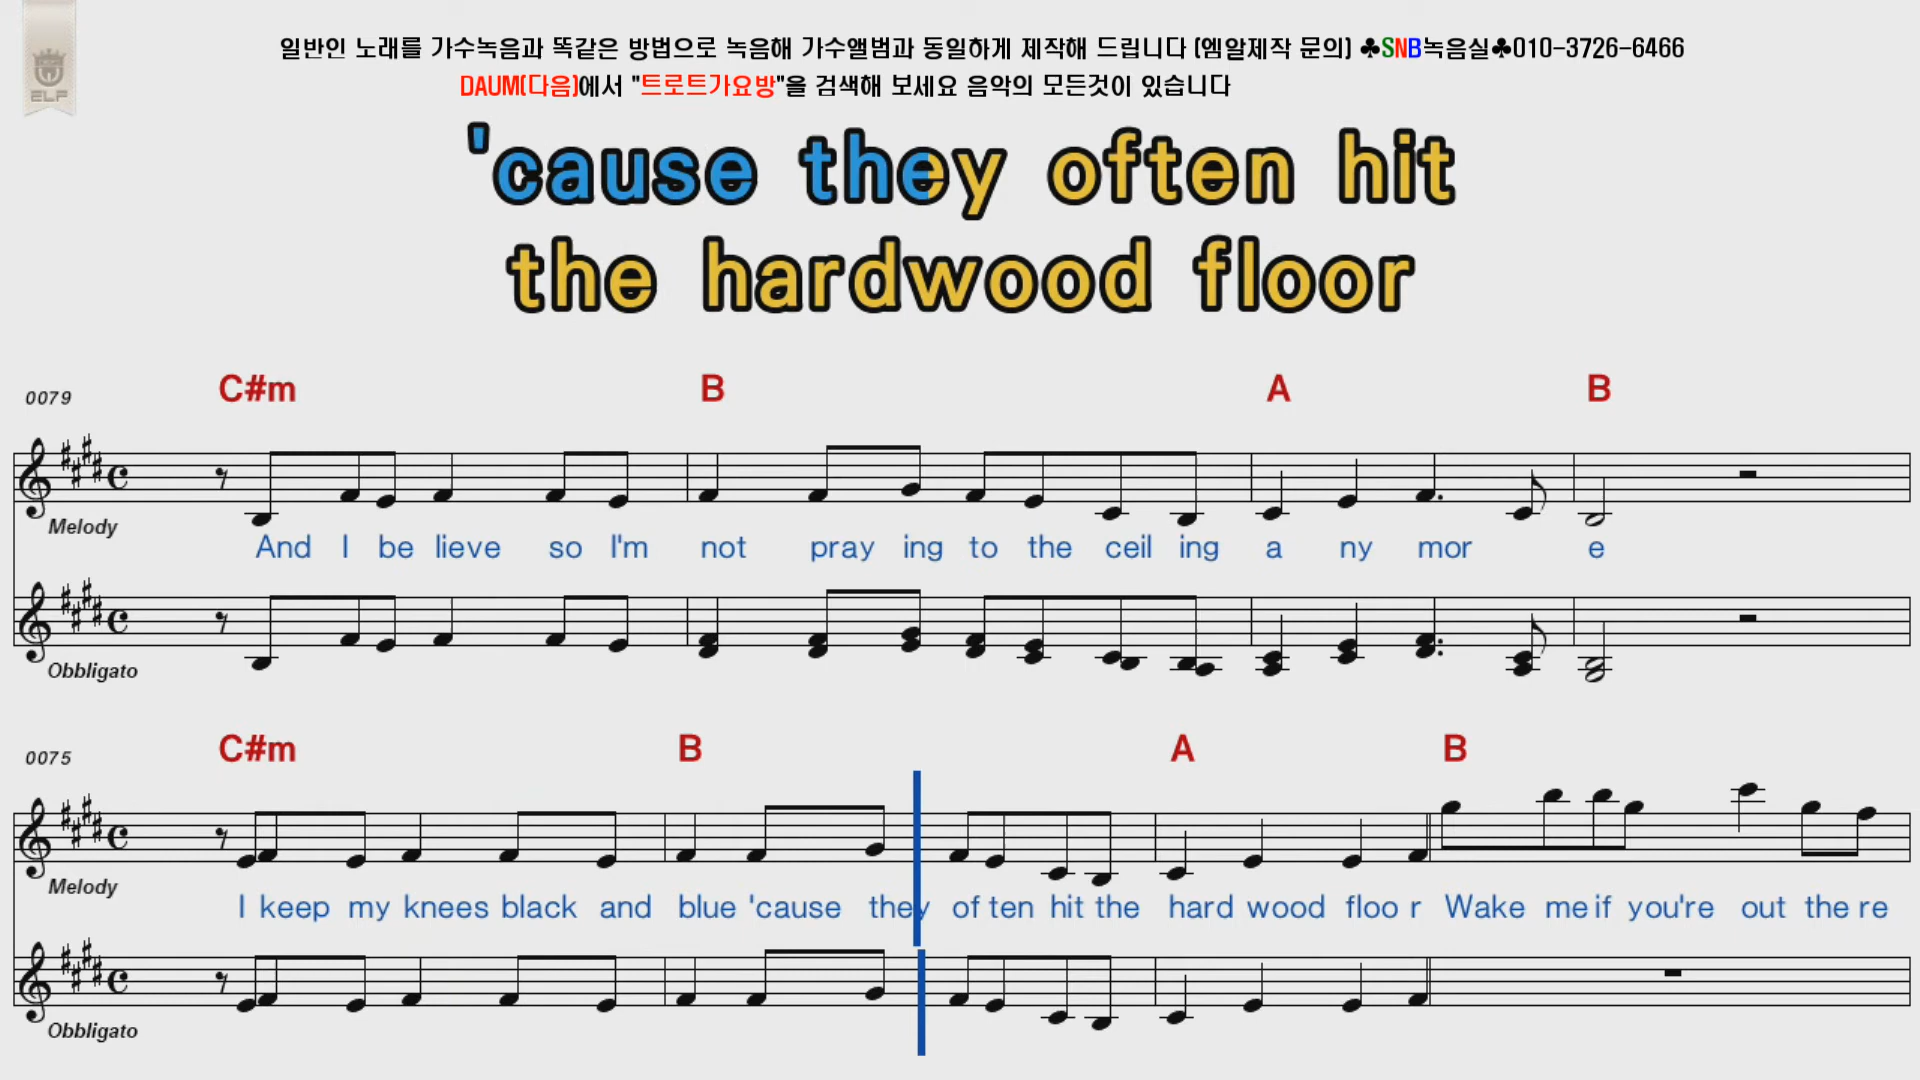 ELF
일반인 노래를 가수녹음과 똑같은 방법으로 녹음해 가수앨범과 동일하게 제작해 드립니다 (엠알제작 문의) ♣SNB녹음실♣010-3726-6466
DAUM(다음)에서 "트로트가요방"을 검색해 보세요 음악의 모든것이 있습니다
'cause they often hit
the hardwood floor
0079 C#m B A B
Melody
And I be lieve so I'm not pray ing to the ceil ing a ny mor e
Obbligato
0075 C#m B A B
Melody
I keep my knees black and blue 'cause they of ten hit the hard wood floo r Wake me if you're out the re
Obbligato